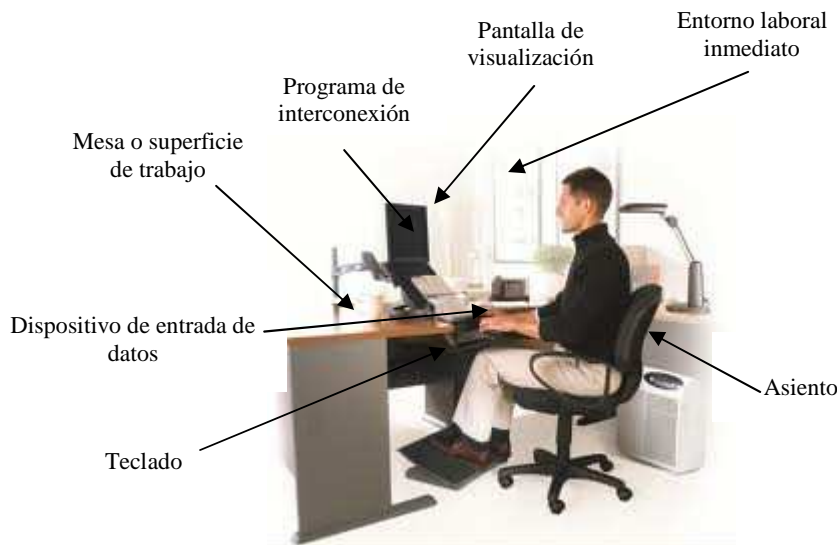 Entorno laboral
inmediato
Pantalla de
visualización
Programa de
interconexión
Mesa o superficie
de trabajo
Dispositivo de entrada de
datos
Asiento
Teclado